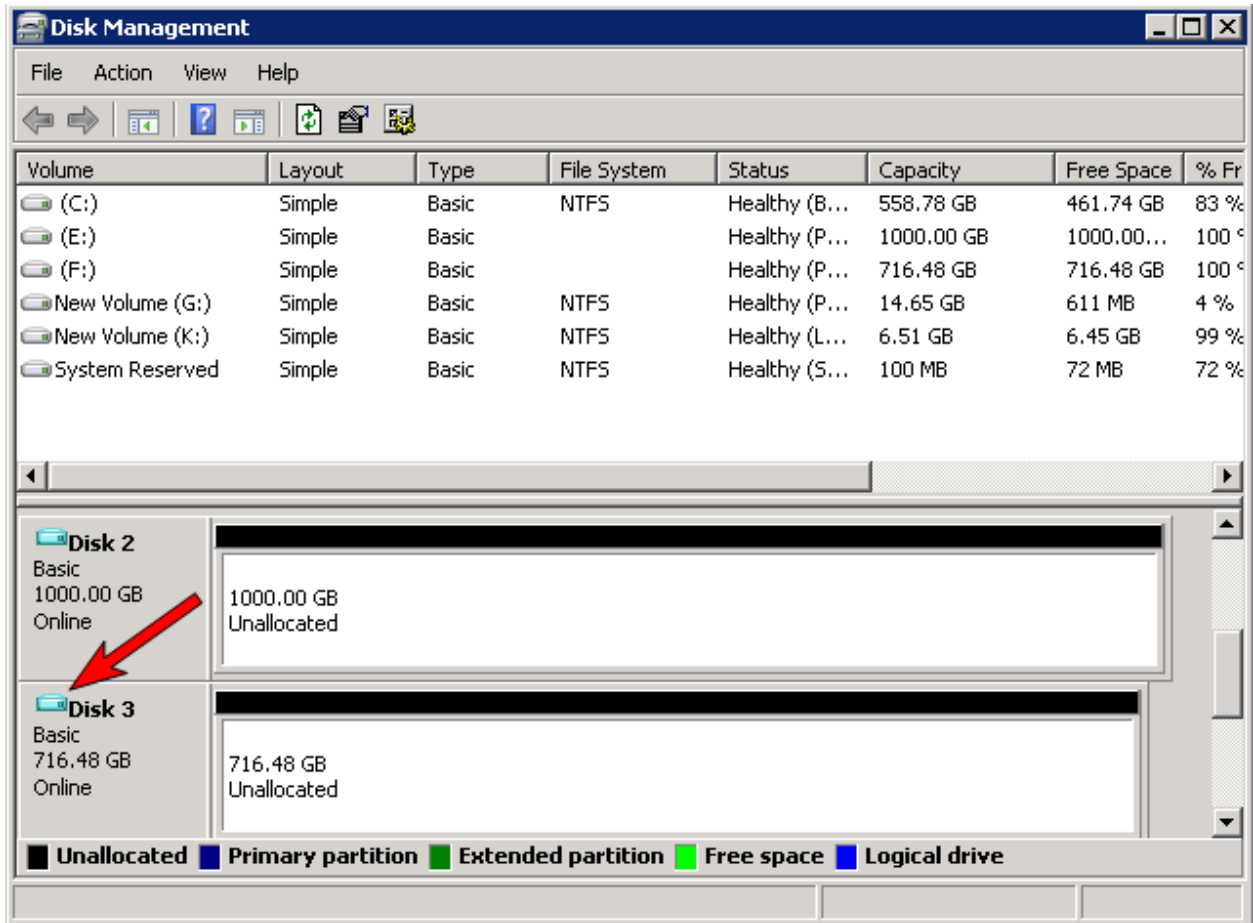 Disk Management
File Action View Help
Volume Layout Type File System Status Capacity Free Space % Fr
(C:) Simple Basic NTFS Healthy (B... 558.78 GB 461.74 GB 83 %
(E:) Simple Basic Healthy (P... 1000.00 GB 1000.00... 100
(F:) Simple Basic Healthy (P... 716.48 GB 716.48 GB 100
New Volume (G:) Simple Basic NTFS Healthy (P... 14.65 GB 611 MB 4 %
New Volume (K:) Simple Basic NTFS Healthy (L... 6.51 GB 6.45 GB 99 %
System Reserved Simple Basic NTFS Healthy (S... 100 MB 72 MB 72 %
Disk 2
Basic
1000.00 GB
Online
1000.00 GB
Unallocated
Disk 3
Basic
716.48 GB
Online
716.48 GB
Unallocated
Unallocated Primary partition Extended partition Free space Logical drive